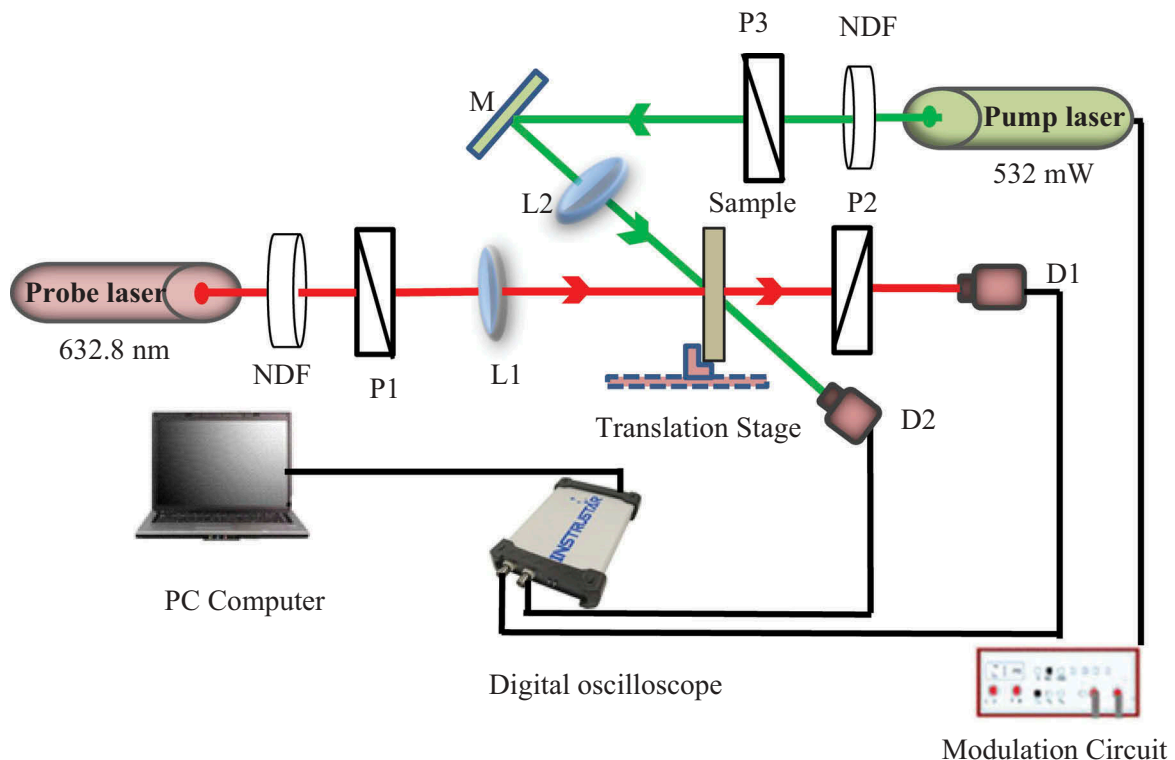 P3
NDF
M
Pump laser
532 mW
L2
Sample
P2
Probe laser
632.8 nm
D1
NDF
P1
L1
Translation Stage
D2
INSTRUSTAR
PC Computer
Digital oscilloscope
Modulation Circuit